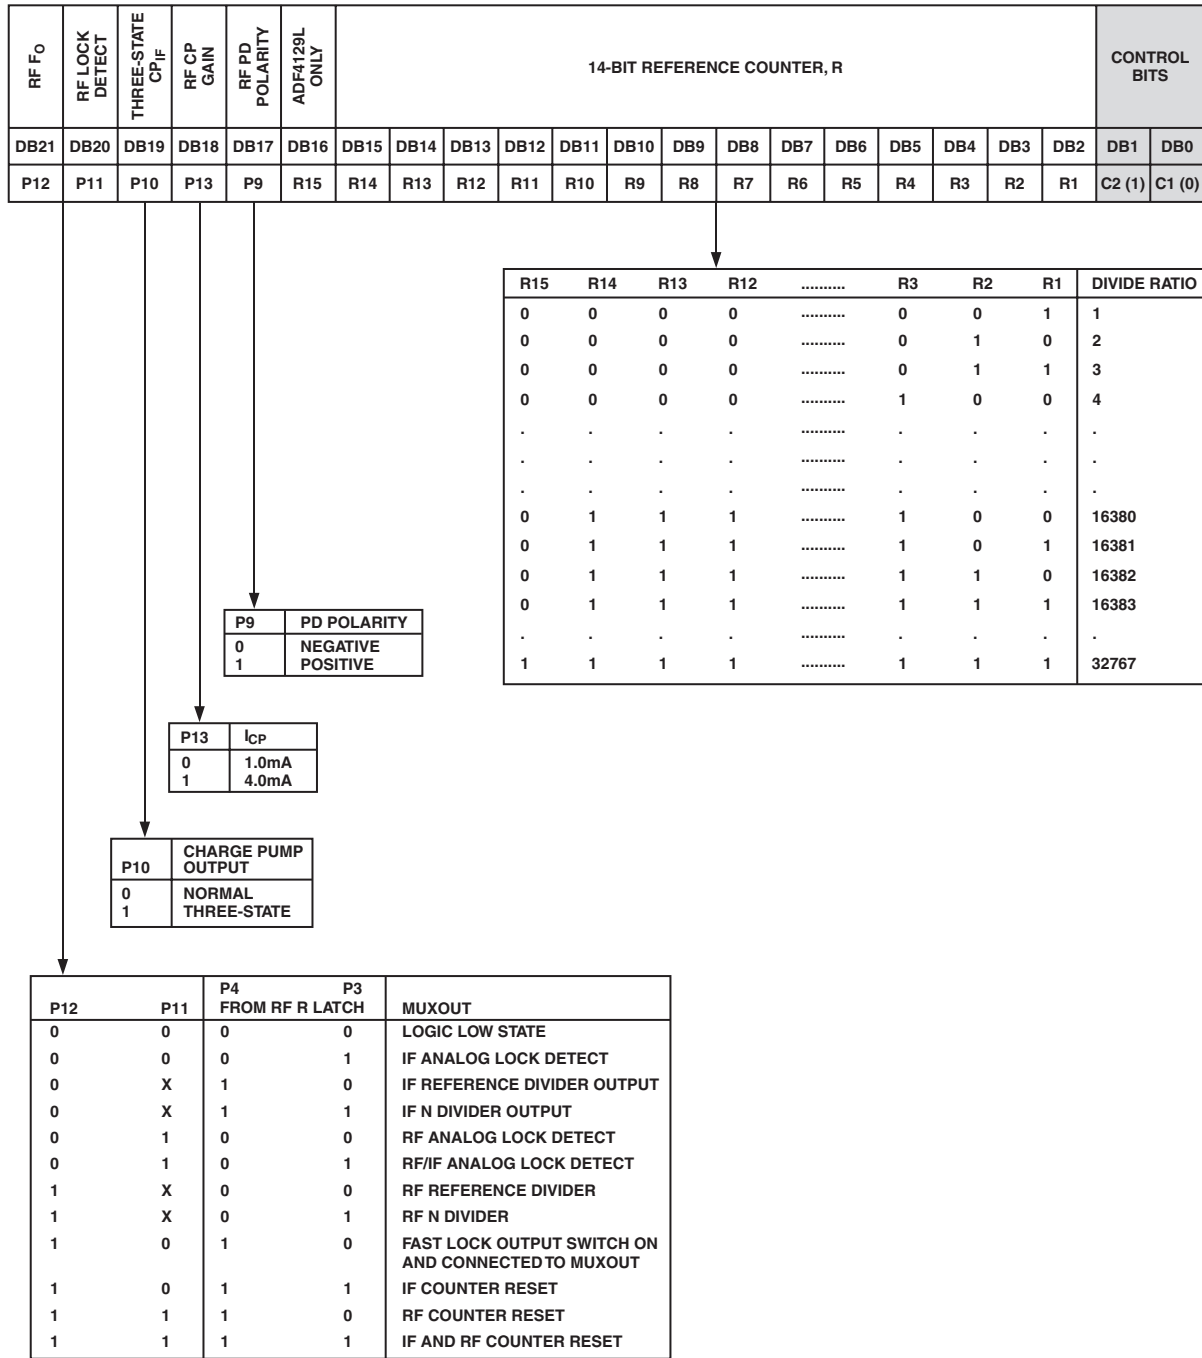 RF FO
RF LOCK DETECT
THREE-STATE CPIF
RF CP GAIN
RF PD POLARITY
ADF4129L ONLY
14-BIT REFERENCE COUNTER, R
CONTROL BITS
DB21 DB20 DB19 DB18 DB17 DB16 DB15 DB14 DB13 DB12 DB11 DB10 DB9 DB8 DB7 DB6 DB5 DB4 DB3 DB2 DB1 DB0
P12 P11 P10 P13 P9 R15 R14 R13 R12 R11 R10 R9 R8 R7 R6 R5 R4 R3 R2 R1 C2 (1) C1 (0)
R15 R14 R13 R12 .......... R3 R2 R1 DIVIDE RATIO
0 0 0 0 .......... 0 0 1 1
0 0 0 0 .......... 0 1 0 2
0 0 0 0 .......... 0 1 1 3
0 0 0 0 .......... 1 0 0 4
. . . . .......... . . . .
. . . . .......... . . . .
. . . . .......... . . . .
0 1 1 1 .......... 1 0 0 16380
0 1 1 1 .......... 1 0 1 16381
0 1 1 1 .......... 1 1 0 16382
0 1 1 1 .......... 1 1 1 16383
. . . . .......... . . . .
1 1 1 1 .......... 1 1 1 32767
P9 PD POLARITY
0 NEGATIVE
1 POSITIVE
P13 ICP
0 1.0mA
1 4.0mA
P10 CHARGE PUMP OUTPUT
0 NORMAL
1 THREE-STATE
P12 P11 P4 P3 FROM RF R LATCH MUXOUT
0 0 0 0 LOGIC LOW STATE
0 0 0 1 IF ANALOG LOCK DETECT
0 X 1 0 IF REFERENCE DIVIDER OUTPUT
0 X 1 1 IF N DIVIDER OUTPUT
0 1 0 0 RF ANALOG LOCK DETECT
0 1 0 1 RF/IF ANALOG LOCK DETECT
1 X 0 0 RF REFERENCE DIVIDER
1 X 0 1 RF N DIVIDER
1 0 1 0 FAST LOCK OUTPUT SWITCH ON
AND CONNECTED TO MUXOUT
1 0 1 1 IF COUNTER RESET
1 1 1 0 RF COUNTER RESET
1 1 1 1 IF AND RF COUNTER RESET